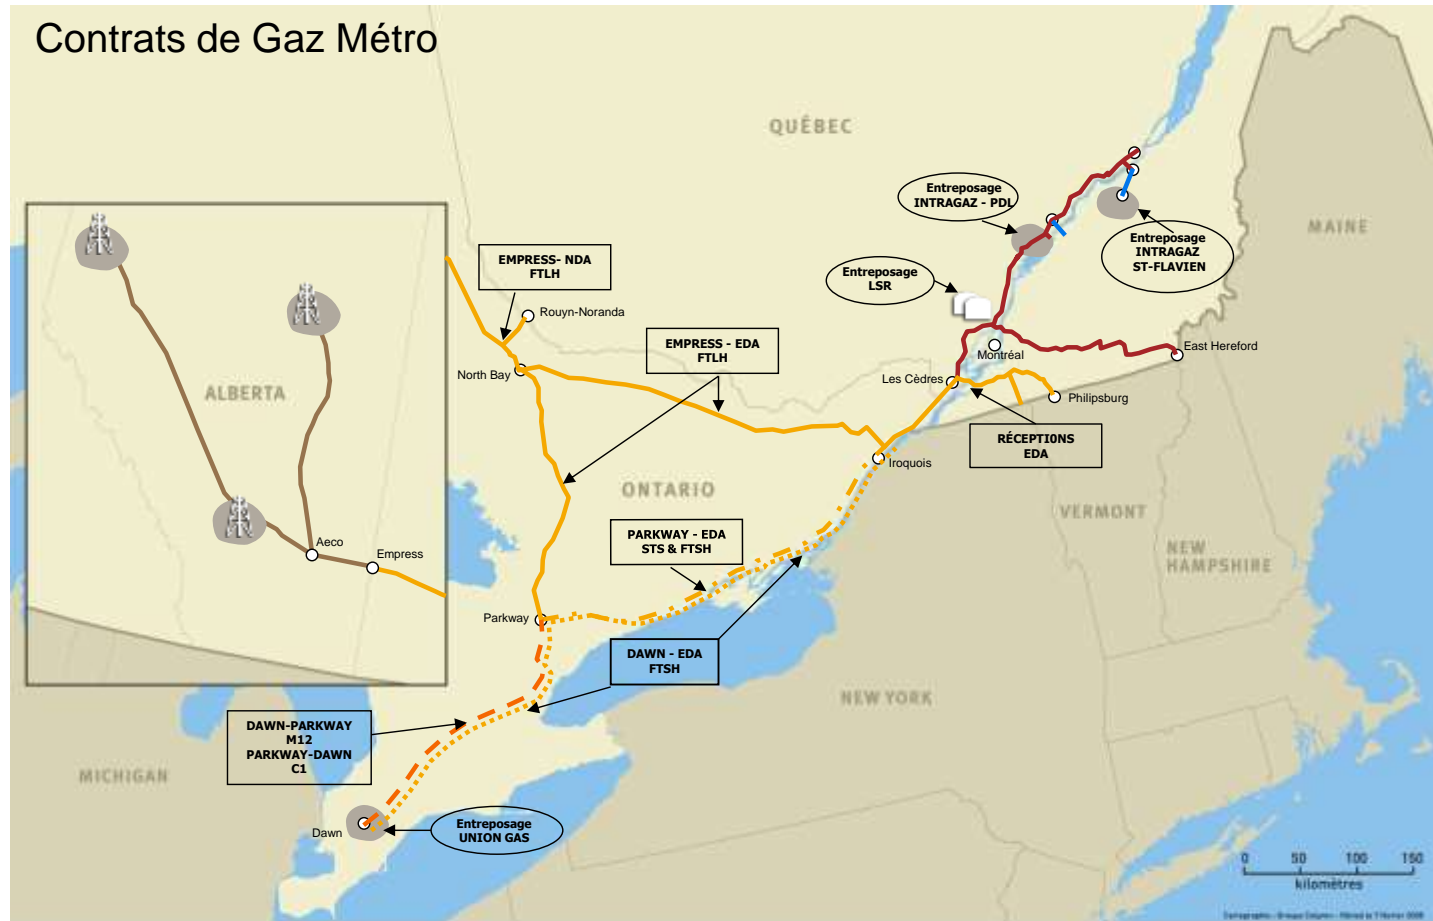 Contrats de Gaz Métro
QUÉBEC
MAINE
Entreposage
INTRAGAZ - PDL
Entreposage
INTRAGAZ
ST-FLAVIEN
Entreposage
LSR
EMPRESS- NDA
FTLH
Rouyn-Noranda
EMPRESS - EDA
FTLH
North Bay
Montréal
East Hereford
Les Cèdres
Philipsburg
ALBERTA
RÉCEPTI0NS
EDA
Iroquois
ONTARIO
VERMONT
NEW
HAMPSHIRE
PARKWAY - EDA
STS & FTSH
Aeco
Empress
Parkway
DAWN - EDA
FTSH
NEW YORK
DAWN-PARKWAY
M12
PARKWAY-DAWN
C1
MICHIGAN
Dawn
Entreposage
UNION GAS
0 50 100 150
kilomètres